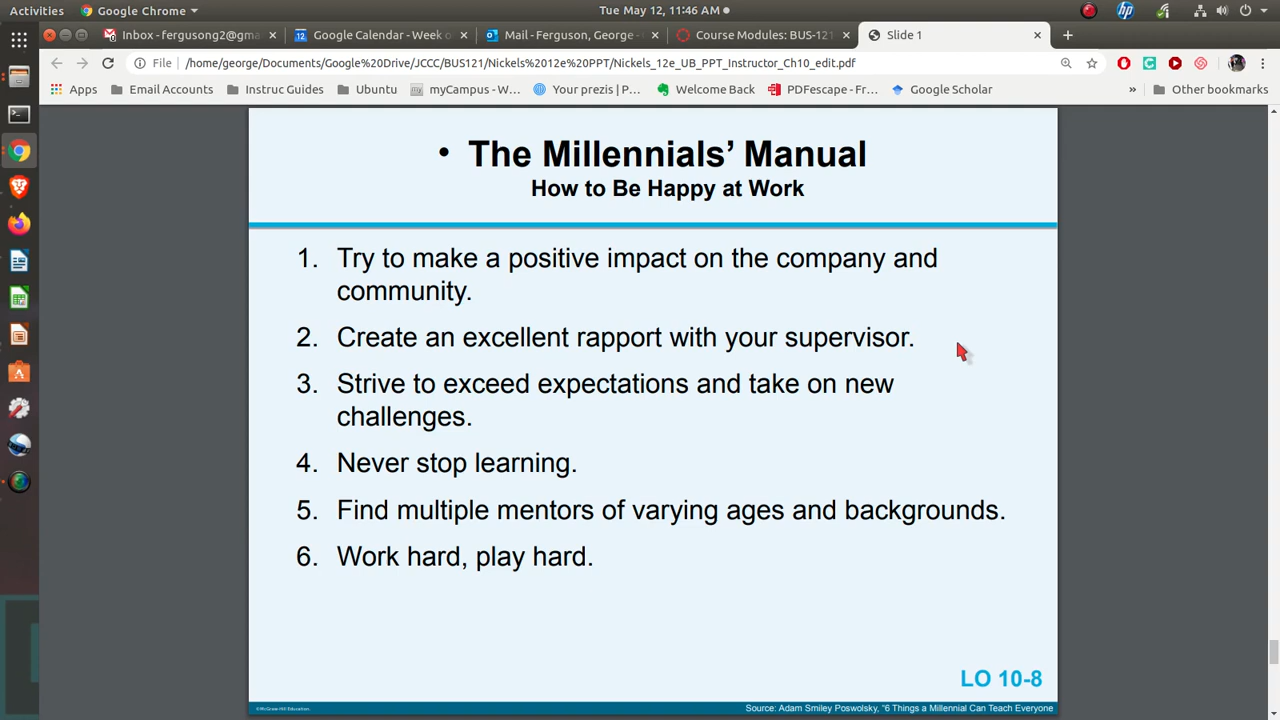 Activities
Google Chrome
Tue May 12, 11:46 AM
Inbox - fergusong2@gma
Google Calendar - Week o
Mail - Ferguson, George -
Course Modules: BUS-121
Slide 1
File
/home/george/Documents/Google%20Drive/JCCC/BUS121/Nickels%2012e%20PPT/Nickels_12e_UB_PPT_Instructor_Ch10_edit.pdf
Apps
Email Accounts
Instruc Guides
Ubuntu
myCampus - W...
Your prezis | P...
Welcome Back
PDFescape - Fr...
Google Scholar
»
Other bookmarks
• The Millennials’ Manual
How to Be Happy at Work
1. Try to make a positive impact on the company and
community.
2. Create an excellent rapport with your supervisor.
3. Strive to exceed expectations and take on new
challenges.
4. Never stop learning.
5. Find multiple mentors of varying ages and backgrounds.
6. Work hard, play hard.
LO 10-8
©McGraw-Hill Education.
Source: Adam Smiley Poswolsky, “6 Things a Millennial Can Teach Everyone